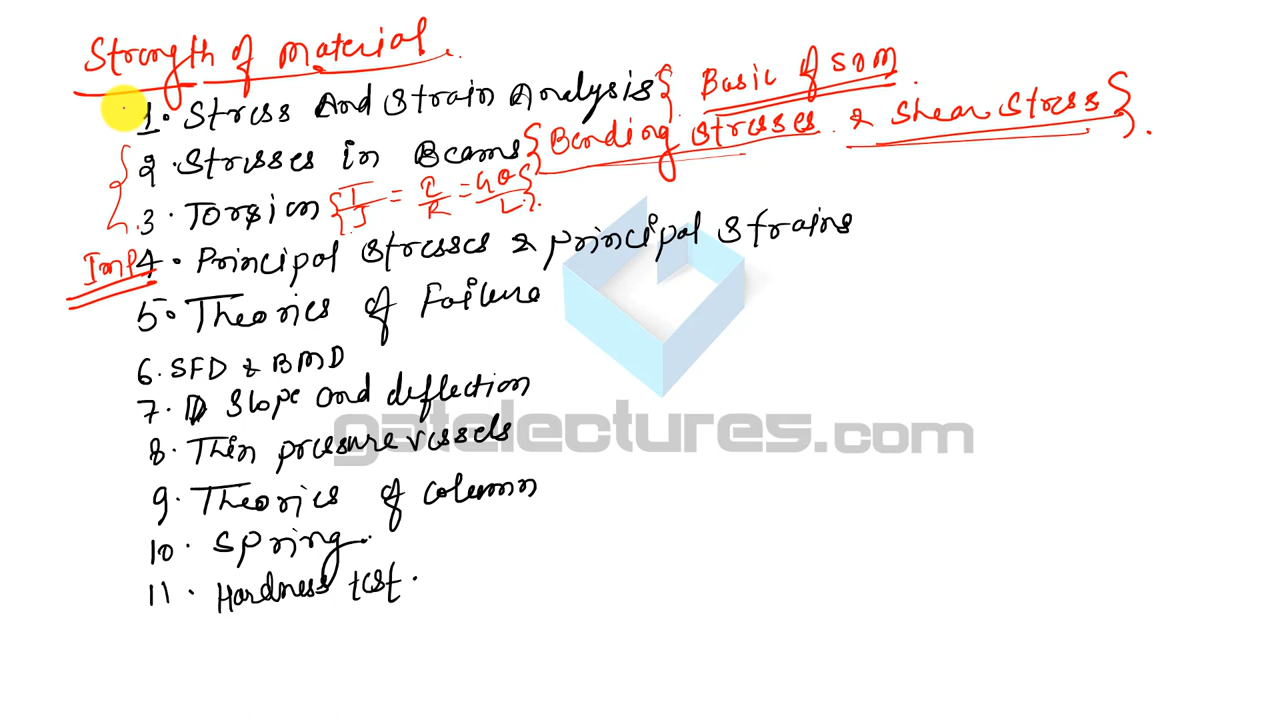 Strength of Material.
1. Stress And Strain Analysis { Basic of SOM.
2. Stresses in Beams { Bending Stresses & Shear Stress }.
3. Torsion { T/J = τ/R = Gθ/L }.
Imp 4. Principal Stresses & Principal Strains
5. Theories of Failure
6. SFD & BMD
7. Slope and deflection
gatelectures.com
8. Thin pressure vessels
9. Theories of column
10. Spring.
11. Hardness test.